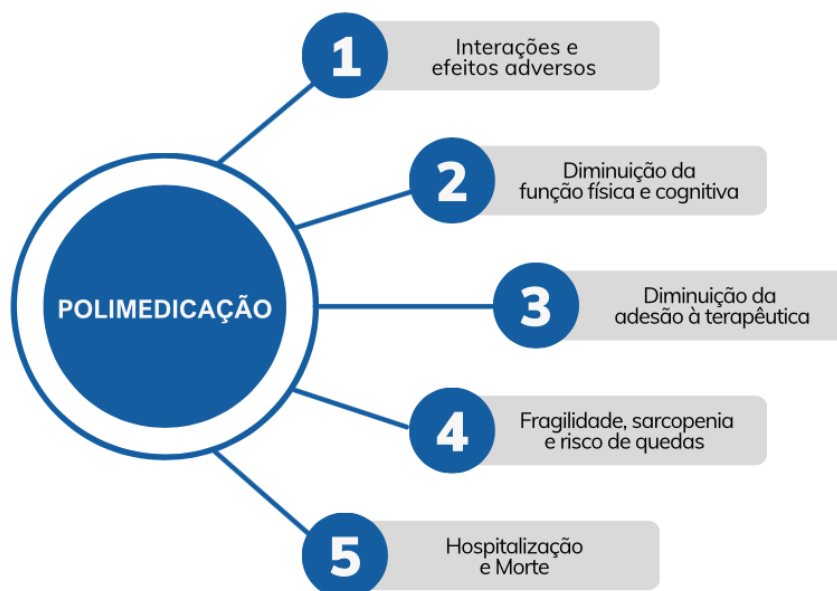 1
Interações e
efeitos adversos
2
Diminuição da
função física e cognitiva
POLIMEDICAÇÃO
3
Diminuição da
adesão à terapêutica
4
Fragilidade, sarcopenia
e risco de quedas
5
Hospitalização
e Morte